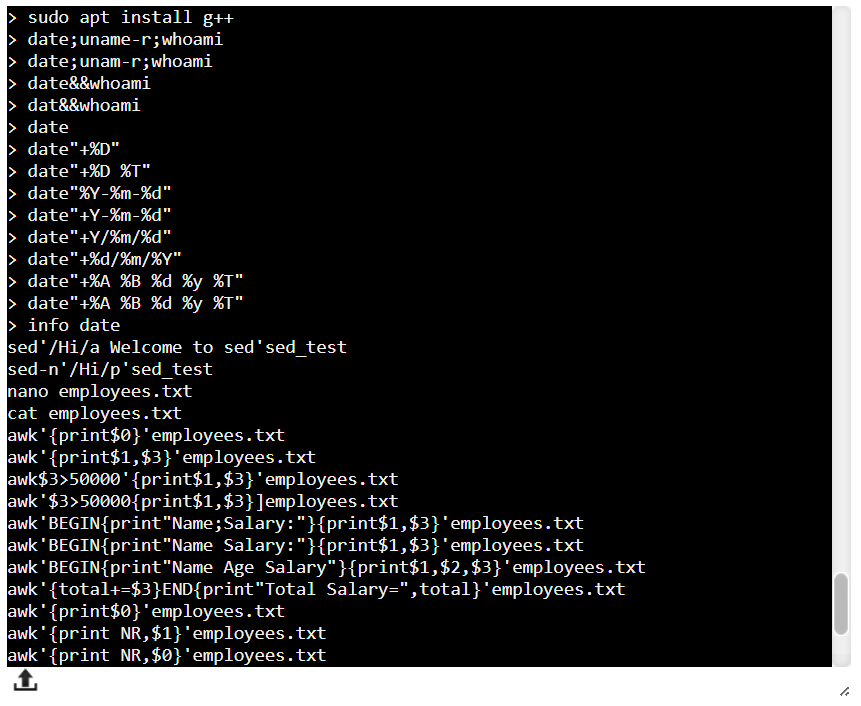 > sudo apt install g++
> date;uname-r;whoami
> date;unam-r;whoami
> date&&whoami
> dat&&whoami
> date
> date"+%D"
> date"+%D %T"
> date"%Y-%m-%d"
> date"+Y-%m-%d"
> date"+Y/%m/%d"
> date"+%d/%m/%Y"
> date"+%A %B %d %y %T"
> date"+%A %B %d %y %T"
> info date
sed'/Hi/a Welcome to sed'sed_test
sed-n'/Hi/p'sed_test
nano employees.txt
cat employees.txt
awk'{print$0}'employees.txt
awk'{print$1,$3}'employees.txt
awk$3>50000'{print$1,$3}'employees.txt
awk'$3>50000{print$1,$3}]employees.txt
awk'BEGIN{print"Name;Salary:"}{print$1,$3}'employees.txt
awk'BEGIN{print"Name Salary:"}{print$1,$3}'employees.txt
awk'BEGIN{print"Name Age Salary"}{print$1,$2,$3}'employees.txt
awk'{total+=$3}END{print"Total Salary=",total}'employees.txt
awk'{print$0}'employees.txt
awk'{print NR,$1}'employees.txt
awk'{print NR,$0}'employees.txt